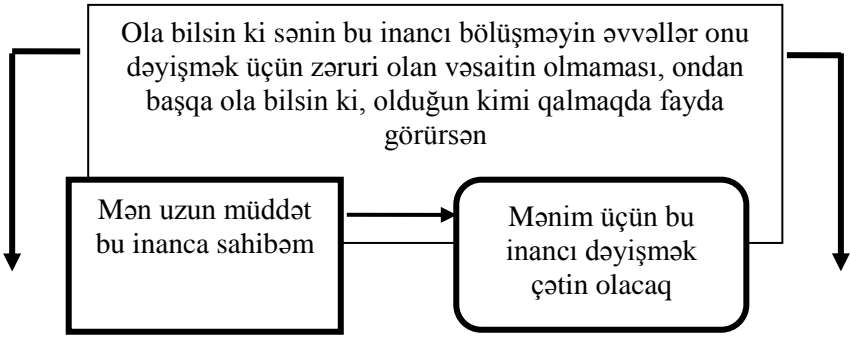 Ola bilsin ki sənin bu inancı bölüşməyin əvvəllər onu
dəyişmək üçün zəruri olan vəsaitin olmaması, ondan
başqa ola bilsin ki, olduğun kimi qalmaqda fayda
görürsən
Mən uzun müddət
bu inanca sahibəm
Mənim üçün bu
inancı dəyişmək
çətin olacaq